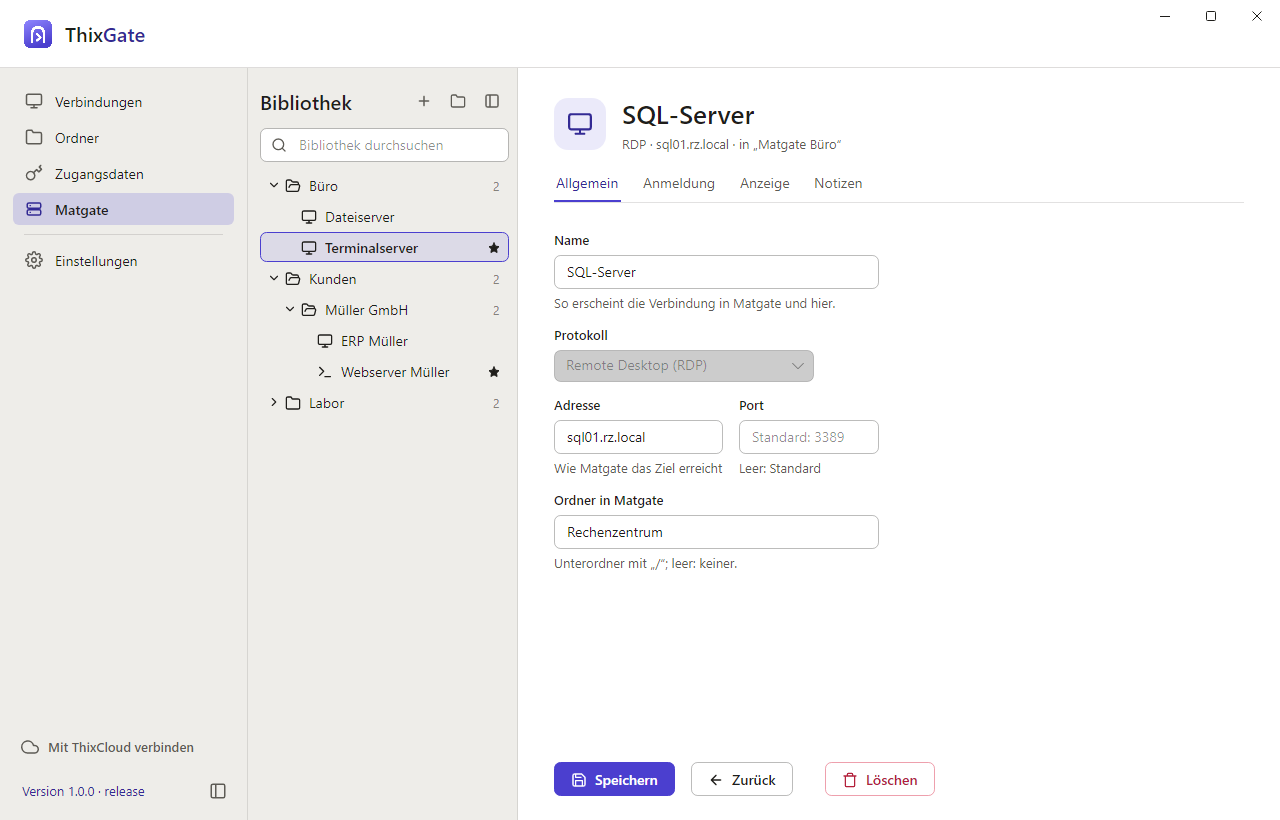 ThixGate
Verbindungen
Ordner
Zugangsdaten
Matgate
Einstellungen
Mit ThixCloud verbinden
Version 1.0.0 · release
Bibliothek
Bibliothek durchsuchen
Büro 2
Dateiserver
Terminalserver
Kunden 2
Müller GmbH 2
ERP Müller
Webserver Müller
Labor 2
SQL-Server
RDP · sql01.rz.local · in „Matgate Büro“
Allgemein Anmeldung Anzeige Notizen
Name
SQL-Server
So erscheint die Verbindung in Matgate und hier.
Protokoll
Remote Desktop (RDP)
Adresse Port
sql01.rz.local Standard: 3389
Wie Matgate das Ziel erreicht Leer: Standard
Ordner in Matgate
Rechenzentrum
Unterordner mit „/“; leer: keiner.
Speichern Zurück Löschen